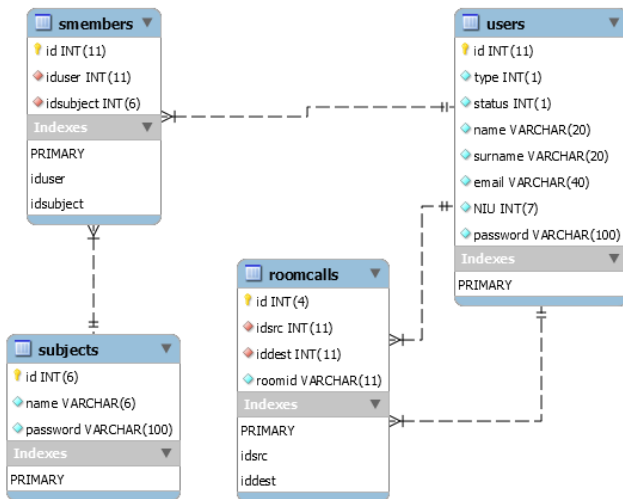 smembers
id INT(11)
iduser INT(11)
idsubject INT(6)
Indexes
PRIMARY
iduser
idsubject
users
id INT(11)
type INT(1)
status INT(1)
name VARCHAR(20)
surname VARCHAR(20)
email VARCHAR(40)
NIU INT(7)
password VARCHAR(100)
Indexes
PRIMARY
roomcalls
id INT(4)
idsrc INT(11)
iddest INT(11)
roomid VARCHAR(11)
Indexes
PRIMARY
idsrc
iddest
subjects
id INT(6)
name VARCHAR(6)
password VARCHAR(100)
Indexes
PRIMARY